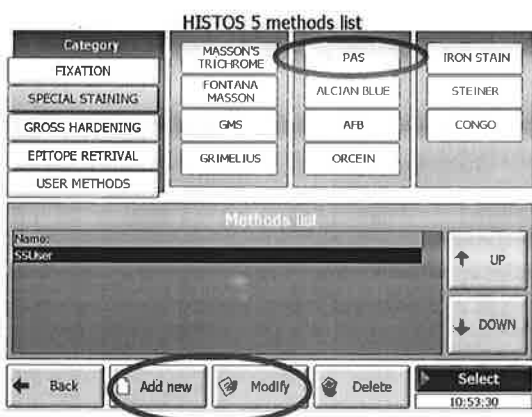 HISTOS 5 methods list
Category
FIXATION
SPECIAL STAINING
GROSS HARDENING
EPITOPE RETRIVAL
USER METHODS
MASSON'S
TRICHROME
FONTANA
MASSON
GMS
GRIMELIUS
PAS
ALCIAN BLUE
AFB
ORCEIN
IRON STAIN
STEINER
CONGO
Methods list
Name:
SSUser
UP
DOWN
Back
Add new
Modify
Delete
Select
10:53:30